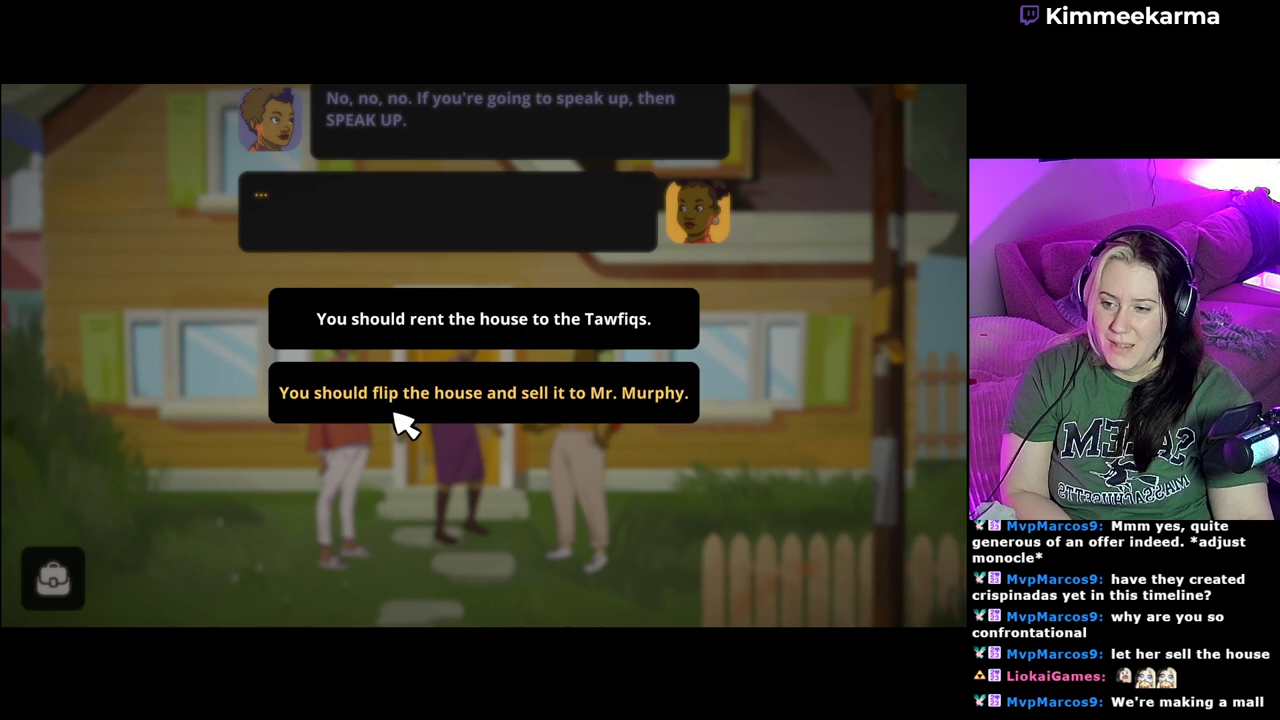 Kimmeekarma
No, no, no. If you're going to speak up, then
SPEAK UP.
...
You should rent the house to the Tawfiqs.
You should flip the house and sell it to Mr. Murphy.
SALEM
MASSACHUSETTS
MvpMarcos9: Mmm yes, quite
generous of an offer indeed. *adjust
monocle*
MvpMarcos9: have they created
crispinadas yet in this timeline?
MvpMarcos9: why are you so
confrontational
MvpMarcos9: let her sell the house
LiokaiGames:
MvpMarcos9: We're making a mall